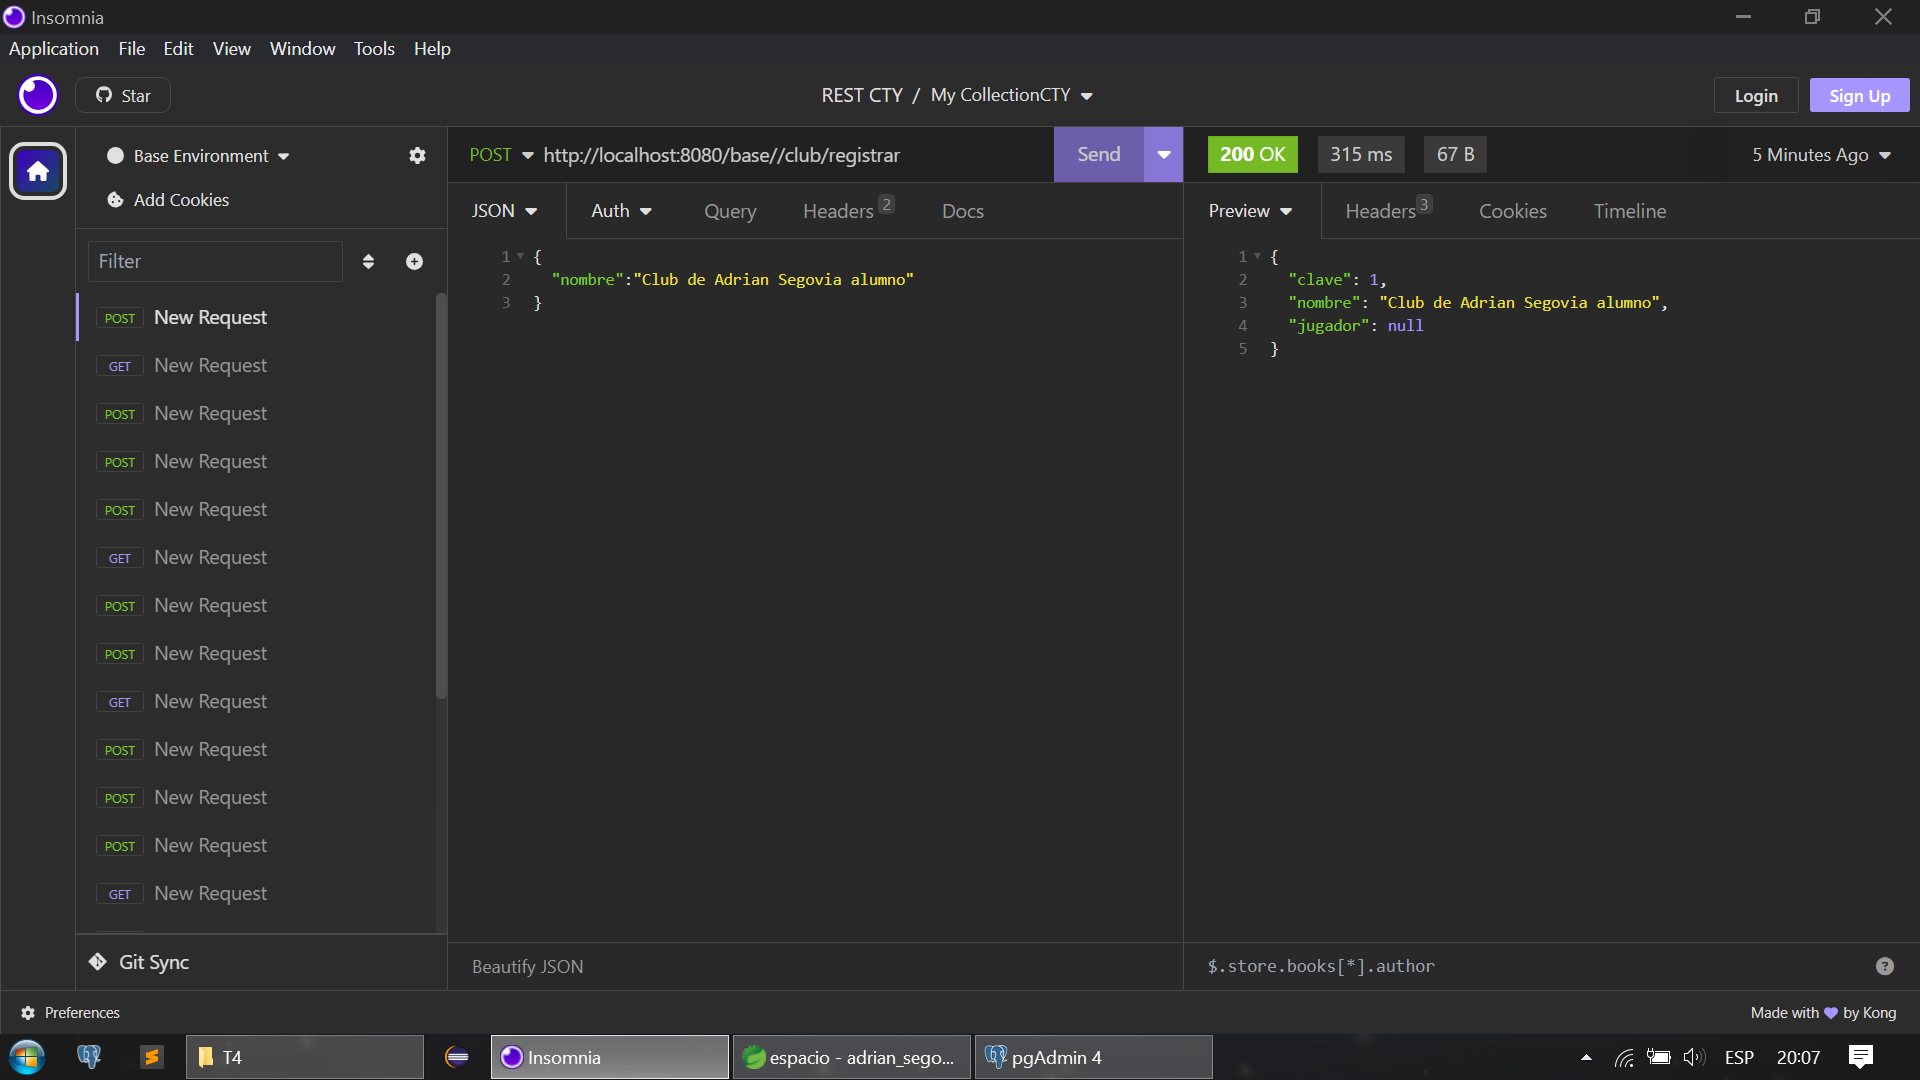 Insomnia
Application File Edit View Window Tools Help
Star
REST CTY / My CollectionCTY
Login
Sign Up
Base Environment
Add Cookies
Filter
POST New Request
GET New Request
POST New Request
POST New Request
POST New Request
GET New Request
POST New Request
POST New Request
GET New Request
POST New Request
POST New Request
POST New Request
GET New Request
Git Sync
POST http://localhost:8080/base//club/registrar
Send
JSON Auth Query Headers 2 Docs
1 {
2 "nombre":"Club de Adrian Segovia alumno"
3 }
Beautify JSON
200 OK 315 ms 67 B 5 Minutes Ago
Preview Headers 3 Cookies Timeline
1 {
2 "clave": 1,
3 "nombre": "Club de Adrian Segovia alumno",
4 "jugador": null
5 }
$.store.books[*].author
?
Preferences
Made with 💜 by Kong
T4
Insomnia
espacio - adrian_sego...
pgAdmin 4
ESP 20:07